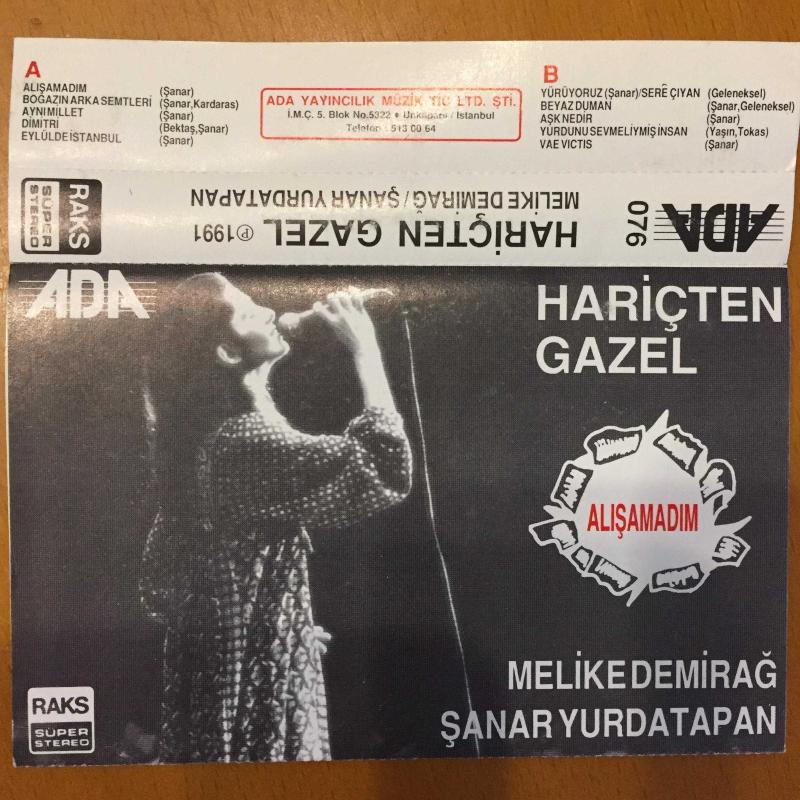 A
ALIŞAMADIM (Şanar)
BOĞAZIN ARKA SEMTLERİ (Şanar,Kardaras)
AYNI MİLLET (Şanar)
DİMİTRİ (Bektaş,Şanar)
EYLÜLDE İSTANBUL (Şanar)
ADA YAYINCILIK MÜZİK TİC LTD. ŞTİ.
İ.M.Ç. 5. Blok No.5322 • Unkapanı / İstanbul
Telefon : 513 00 64
B
YÜRÜYORUZ (Şanar)/SERÊ ÇIYAN (Geleneksel)
BEYAZ DUMAN (Şanar,Geleneksel)
AŞK NEDİR (Şanar)
YURDUNU SEVMELİYMİŞ İNSAN (Yaşın,Tokas)
VAE VICTIS (Şanar)
ADA
076
HARİÇTEN GAZEL ℗ 1991
MELİKE DEMİRAĞ / ŞANAR YURDATAPAN
RAKS
SÜPER
STEREO
ADA
HARİÇTEN
GAZEL
ALIŞAMADIM
MELİKE DEMİRAĞ
ŞANAR YURDATAPAN
RAKS
SÜPER
STEREO